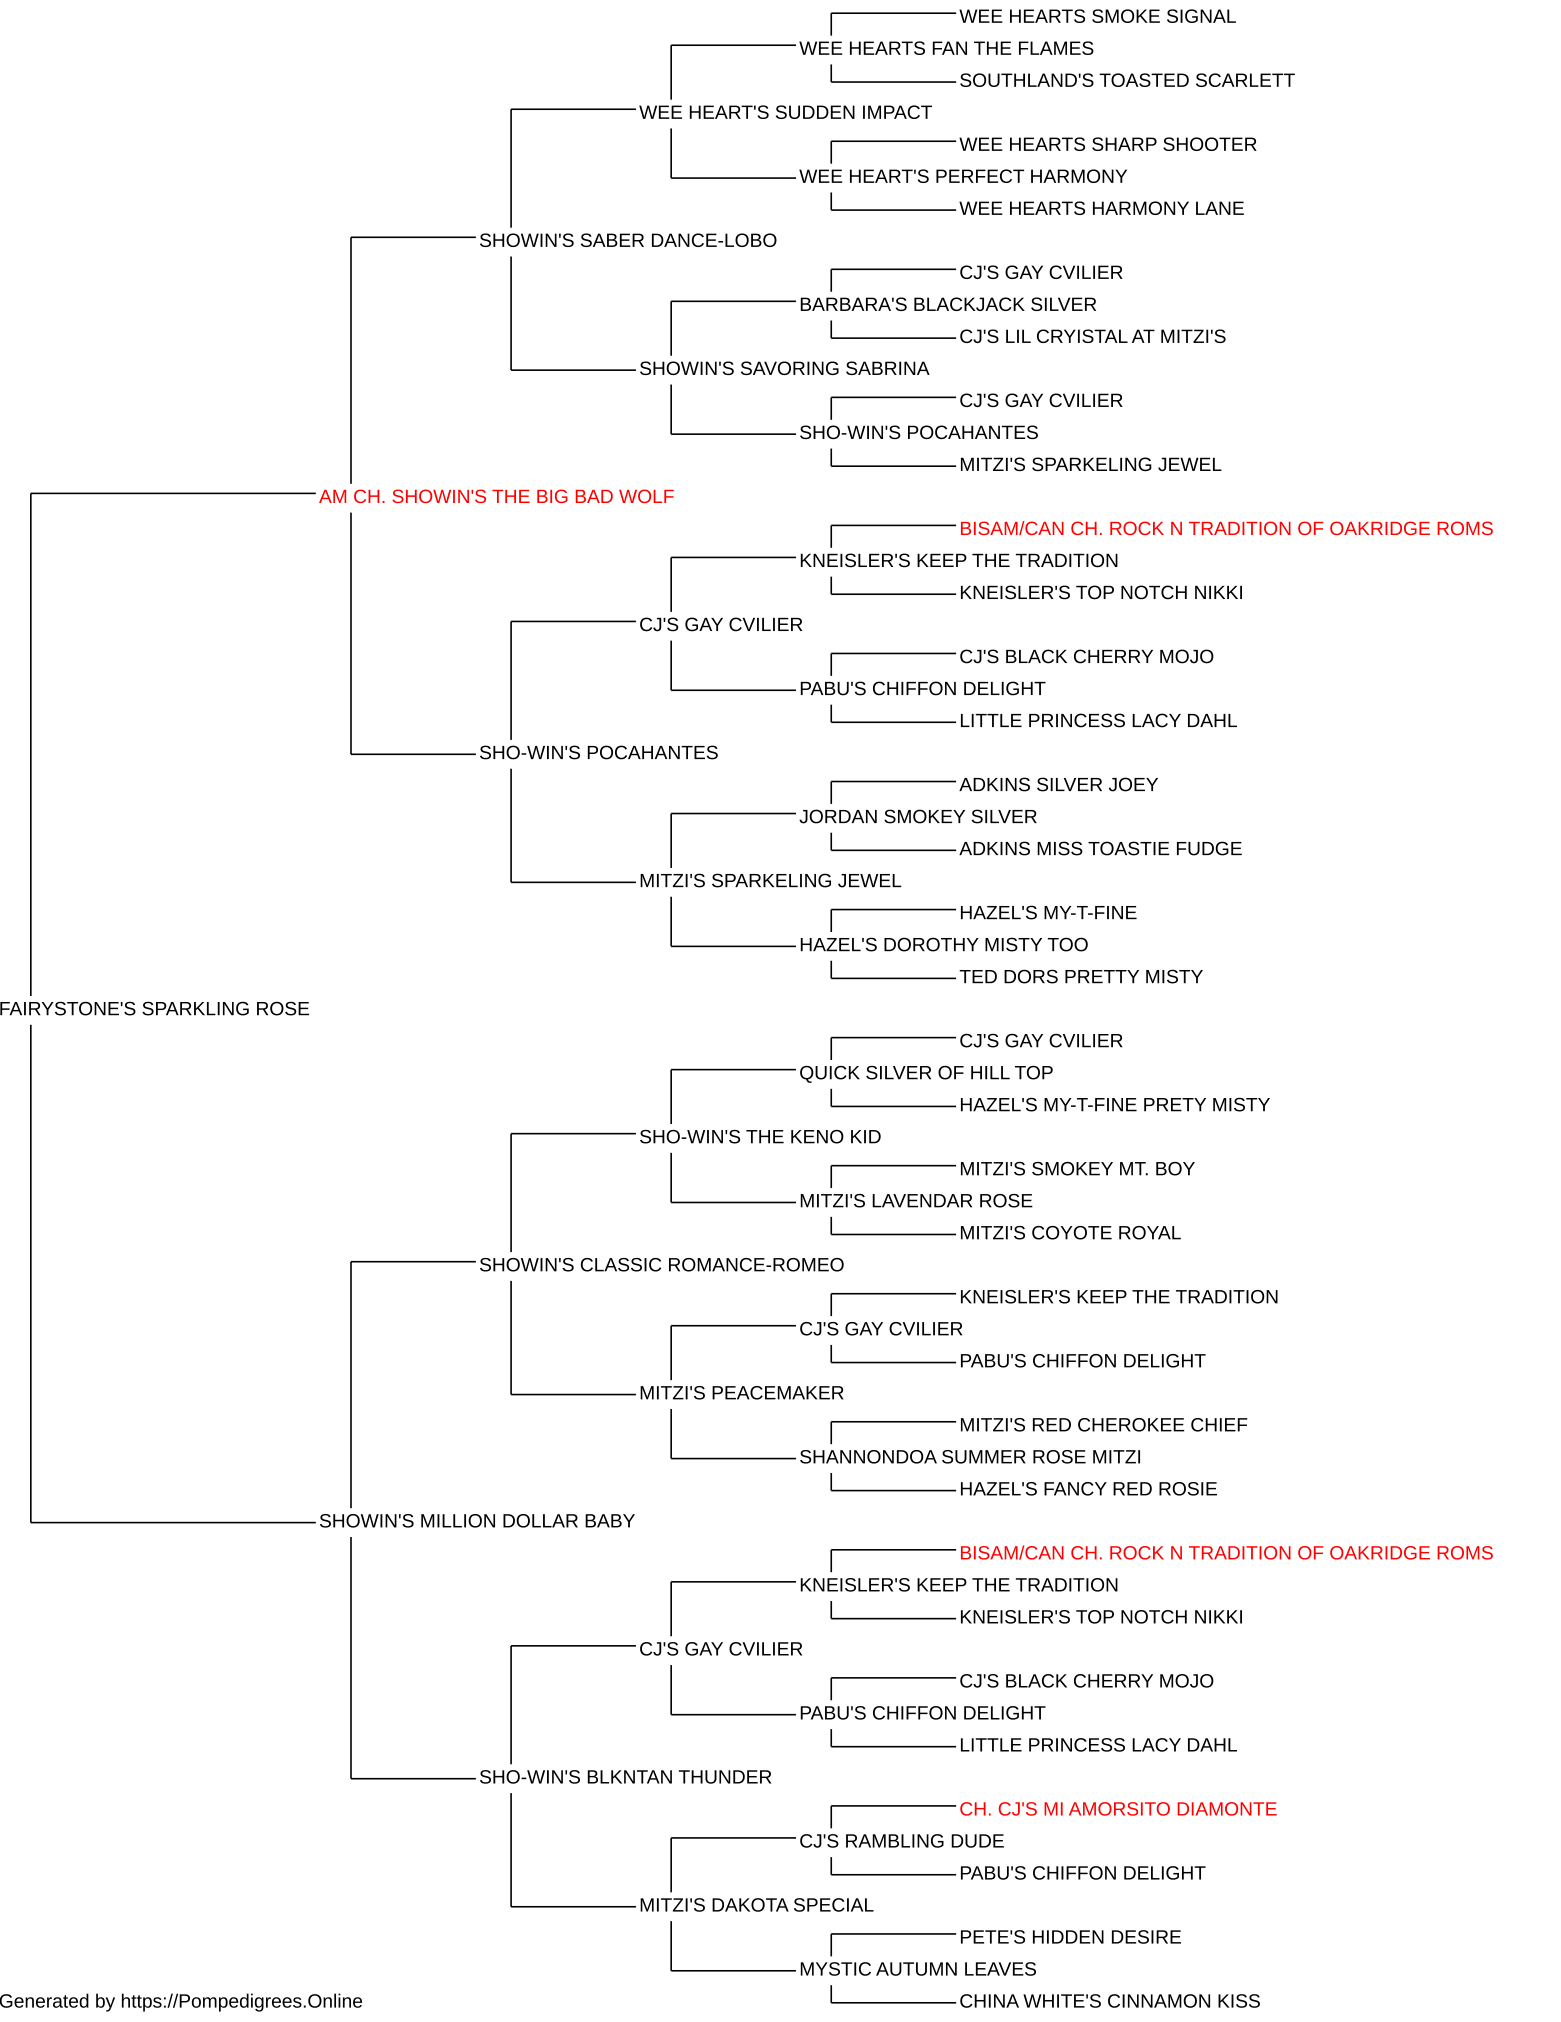 WEE HEARTS SMOKE SIGNAL
WEE HEARTS FAN THE FLAMES
SOUTHLAND'S TOASTED SCARLETT
WEE HEART'S SUDDEN IMPACT
WEE HEARTS SHARP SHOOTER
WEE HEART'S PERFECT HARMONY
WEE HEARTS HARMONY LANE
SHOWIN'S SABER DANCE-LOBO
CJ'S GAY CVILIER
BARBARA'S BLACKJACK SILVER
CJ'S LIL CRYISTAL AT MITZI'S
SHOWIN'S SAVORING SABRINA
CJ'S GAY CVILIER
SHO-WIN'S POCAHANTES
MITZI'S SPARKELING JEWEL
AM CH. SHOWIN'S THE BIG BAD WOLF
BISAM/CAN CH. ROCK N TRADITION OF OAKRIDGE ROMS
KNEISLER'S KEEP THE TRADITION
KNEISLER'S TOP NOTCH NIKKI
CJ'S GAY CVILIER
CJ'S BLACK CHERRY MOJO
PABU'S CHIFFON DELIGHT
LITTLE PRINCESS LACY DAHL
SHO-WIN'S POCAHANTES
ADKINS SILVER JOEY
JORDAN SMOKEY SILVER
ADKINS MISS TOASTIE FUDGE
MITZI'S SPARKELING JEWEL
HAZEL'S MY-T-FINE
HAZEL'S DOROTHY MISTY TOO
TED DORS PRETTY MISTY
FAIRYSTONE'S SPARKLING ROSE
CJ'S GAY CVILIER
QUICK SILVER OF HILL TOP
HAZEL'S MY-T-FINE PRETY MISTY
SHO-WIN'S THE KENO KID
MITZI'S SMOKEY MT. BOY
MITZI'S LAVENDAR ROSE
MITZI'S COYOTE ROYAL
SHOWIN'S CLASSIC ROMANCE-ROMEO
KNEISLER'S KEEP THE TRADITION
CJ'S GAY CVILIER
PABU'S CHIFFON DELIGHT
MITZI'S PEACEMAKER
MITZI'S RED CHEROKEE CHIEF
SHANNONDOA SUMMER ROSE MITZI
HAZEL'S FANCY RED ROSIE
SHOWIN'S MILLION DOLLAR BABY
BISAM/CAN CH. ROCK N TRADITION OF OAKRIDGE ROMS
KNEISLER'S KEEP THE TRADITION
KNEISLER'S TOP NOTCH NIKKI
CJ'S GAY CVILIER
CJ'S BLACK CHERRY MOJO
PABU'S CHIFFON DELIGHT
LITTLE PRINCESS LACY DAHL
SHO-WIN'S BLKNTAN THUNDER
CH. CJ'S MI AMORSITO DIAMONTE
CJ'S RAMBLING DUDE
PABU'S CHIFFON DELIGHT
MITZI'S DAKOTA SPECIAL
PETE'S HIDDEN DESIRE
MYSTIC AUTUMN LEAVES
CHINA WHITE'S CINNAMON KISS
Generated by https://Pompedigrees.Online